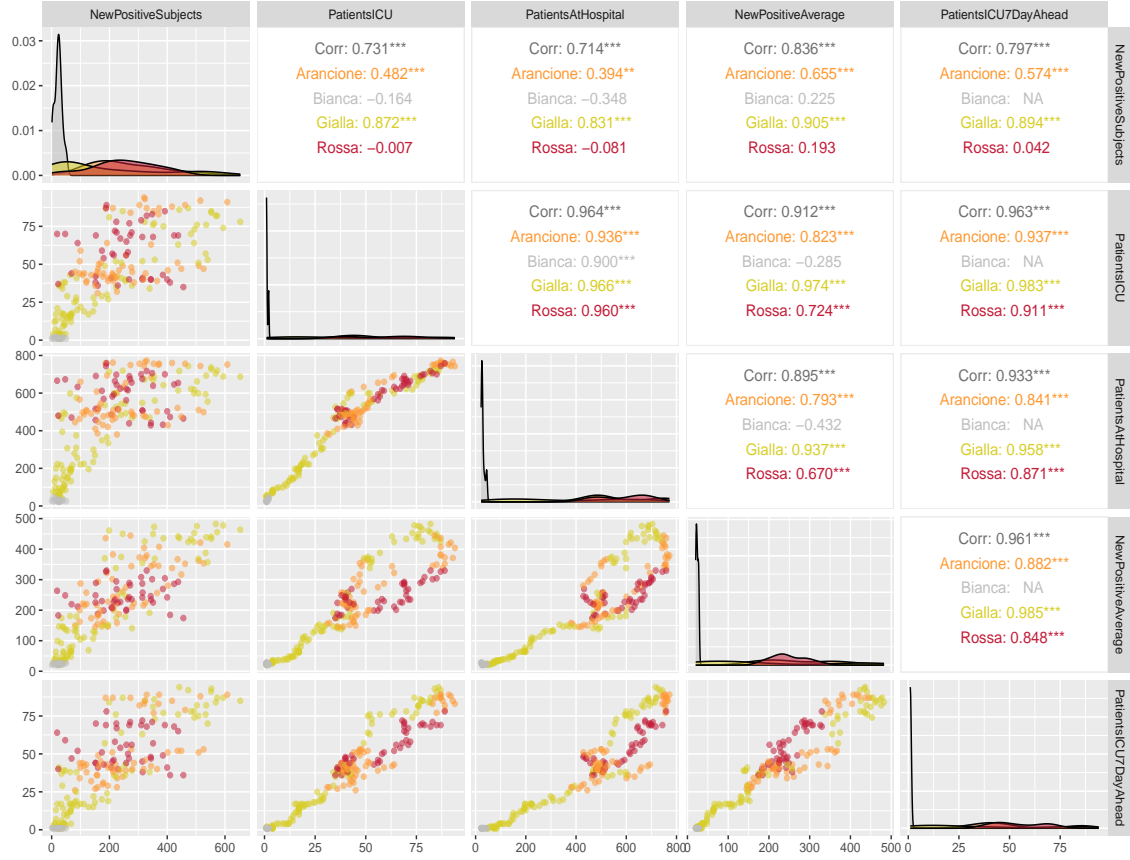 NewPositiveSubjects
PatientsICU
PatientsAtHospital
NewPositiveAverage
PatientsICU7DayAhead
0.03
0.02
0.01
0.00
Corr: 0.731***
Arancione: 0.482***
Bianca: −0.164
Gialla: 0.872***
Rossa: −0.007
Corr: 0.714***
Arancione: 0.394**
Bianca: −0.348
Gialla: 0.831***
Rossa: −0.081
Corr: 0.836***
Arancione: 0.655***
Bianca: 0.225
Gialla: 0.905***
Rossa: 0.193
Corr: 0.797***
Arancione: 0.574***
Bianca: NA
Gialla: 0.894***
Rossa: 0.042
NewPositiveSubjects
75
50
25
0
Corr: 0.964***
Arancione: 0.936***
Bianca: 0.900***
Gialla: 0.966***
Rossa: 0.960***
Corr: 0.912***
Arancione: 0.823***
Bianca: −0.285
Gialla: 0.974***
Rossa: 0.724***
Corr: 0.963***
Arancione: 0.937***
Bianca: NA
Gialla: 0.983***
Rossa: 0.911***
PatientsICU
800
600
400
200
0
Corr: 0.895***
Arancione: 0.793***
Bianca: −0.432
Gialla: 0.937***
Rossa: 0.670***
Corr: 0.933***
Arancione: 0.841***
Bianca: NA
Gialla: 0.958***
Rossa: 0.871***
PatientsAtHospital
500
400
300
200
100
0
Corr: 0.961***
Arancione: 0.882***
Bianca: NA
Gialla: 0.985***
Rossa: 0.848***
NewPositiveAverage
75
50
25
0
PatientsICU7DayAhead
0 200 400 600
0 25 50 75
0 200 400 600 800
0 100 200 300 400 500
0 25 50 75